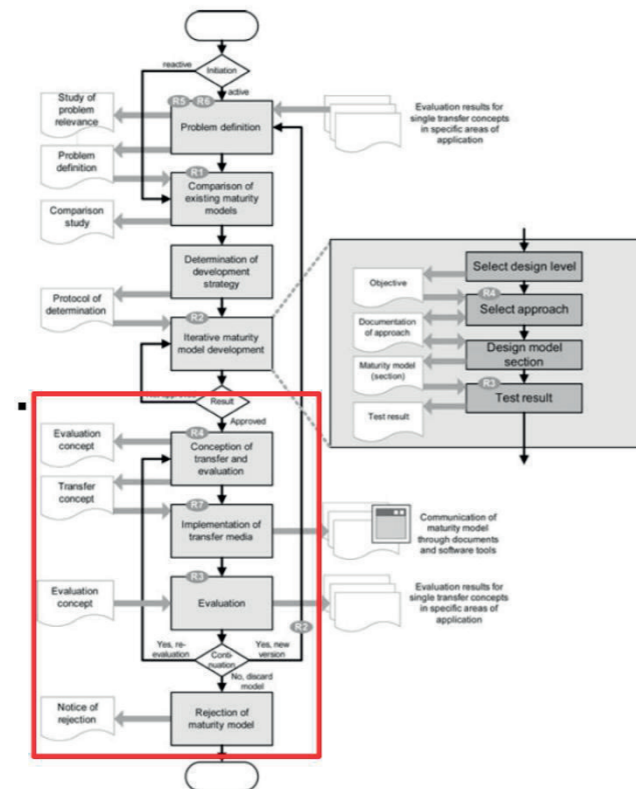 Initiation
reactive
active
R5
R6
Study of
problem
relevance
Problem definition
Evaluation results for
single transfer concepts
in specific areas of
application
Problem
definition
R1
Comparison of
existing maturity
models
Comparison
study
Determination of
development
strategy
Protocol of
determination
R2
Iterative maturity
model development
Select design level
Objective
R4
Select approach
Documentation
of approach
Design model
section
Maturity model
(section)
Test result
Test result
Result
Approved
Evaluation
concept
R4
Conception of
transfer and
evaluation
Transfer
concept
R7
Implementation of
transfer media
Communication of
maturity model
through documents
and software tools
R3
Evaluation
concept
Evaluation
Evaluation results for
single transfer concepts
in specific areas of
application
R2
Yes, re-
evaluation
Conti-
nuation
Yes, new
version
No, discard
model
Notice of
rejection
Rejection of
maturity model